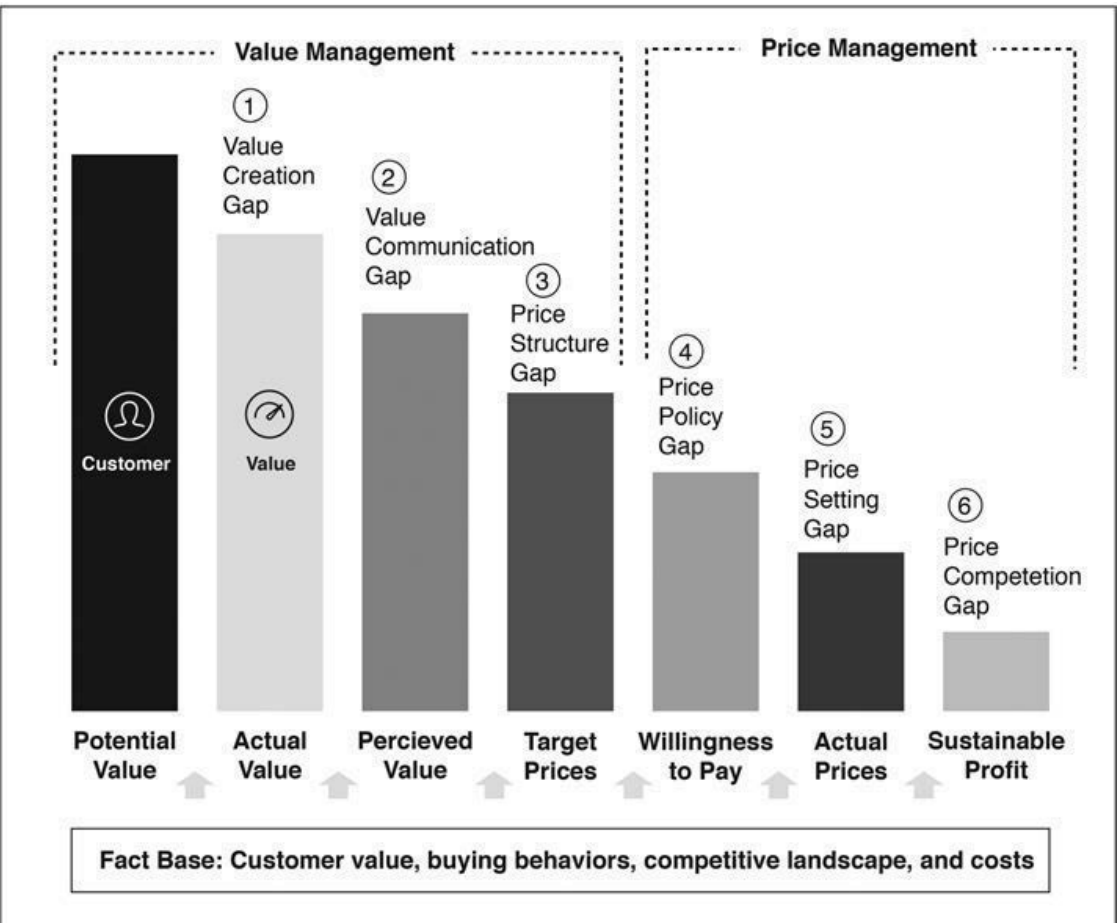 Value Management
Price Management
1
Value
Creation
Gap
2
Value
Communication
Gap
3
Price
Structure
Gap
4
Price
Policy
Gap
5
Price
Setting
Gap
6
Price
Competetion
Gap
Customer
Value
Potential
Value
Actual
Value
Percieved
Value
Target
Prices
Willingness
to Pay
Actual
Prices
Sustainable
Profit
Fact Base: Customer value, buying behaviors, competitive landscape, and costs